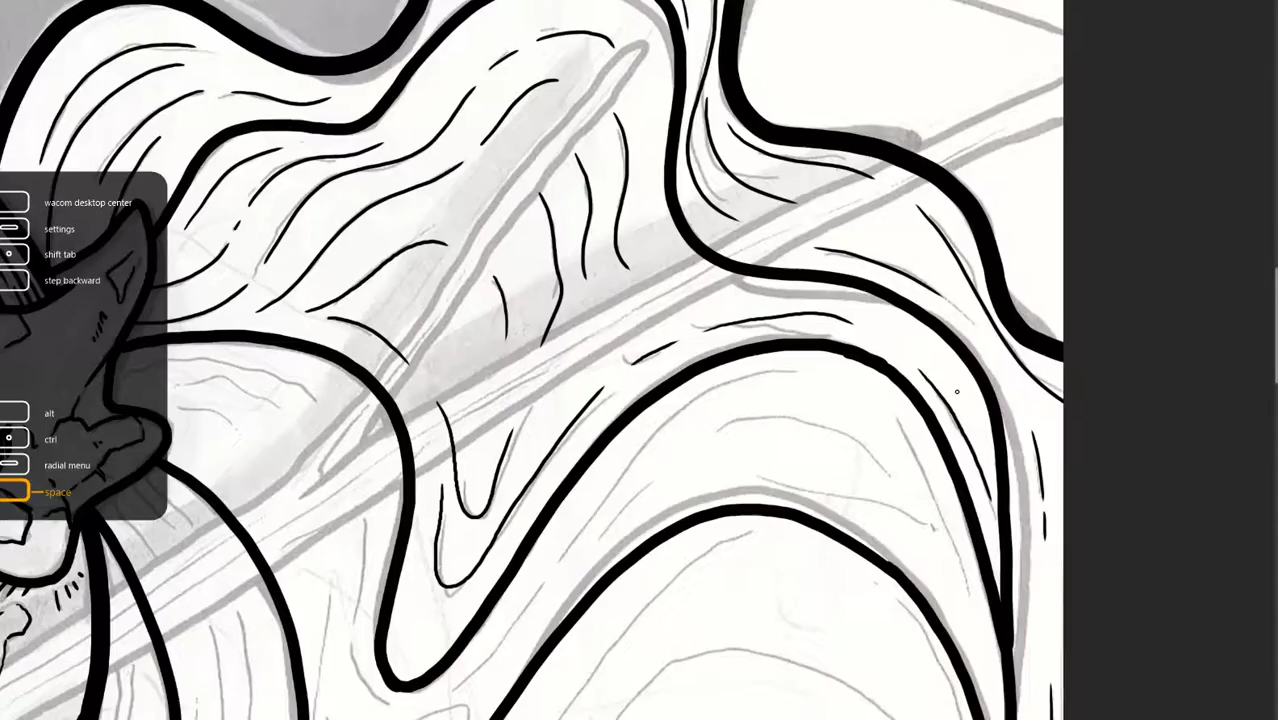 wacom desktop center
settings
shift tab
step backward
alt
ctrl
radial menu
space